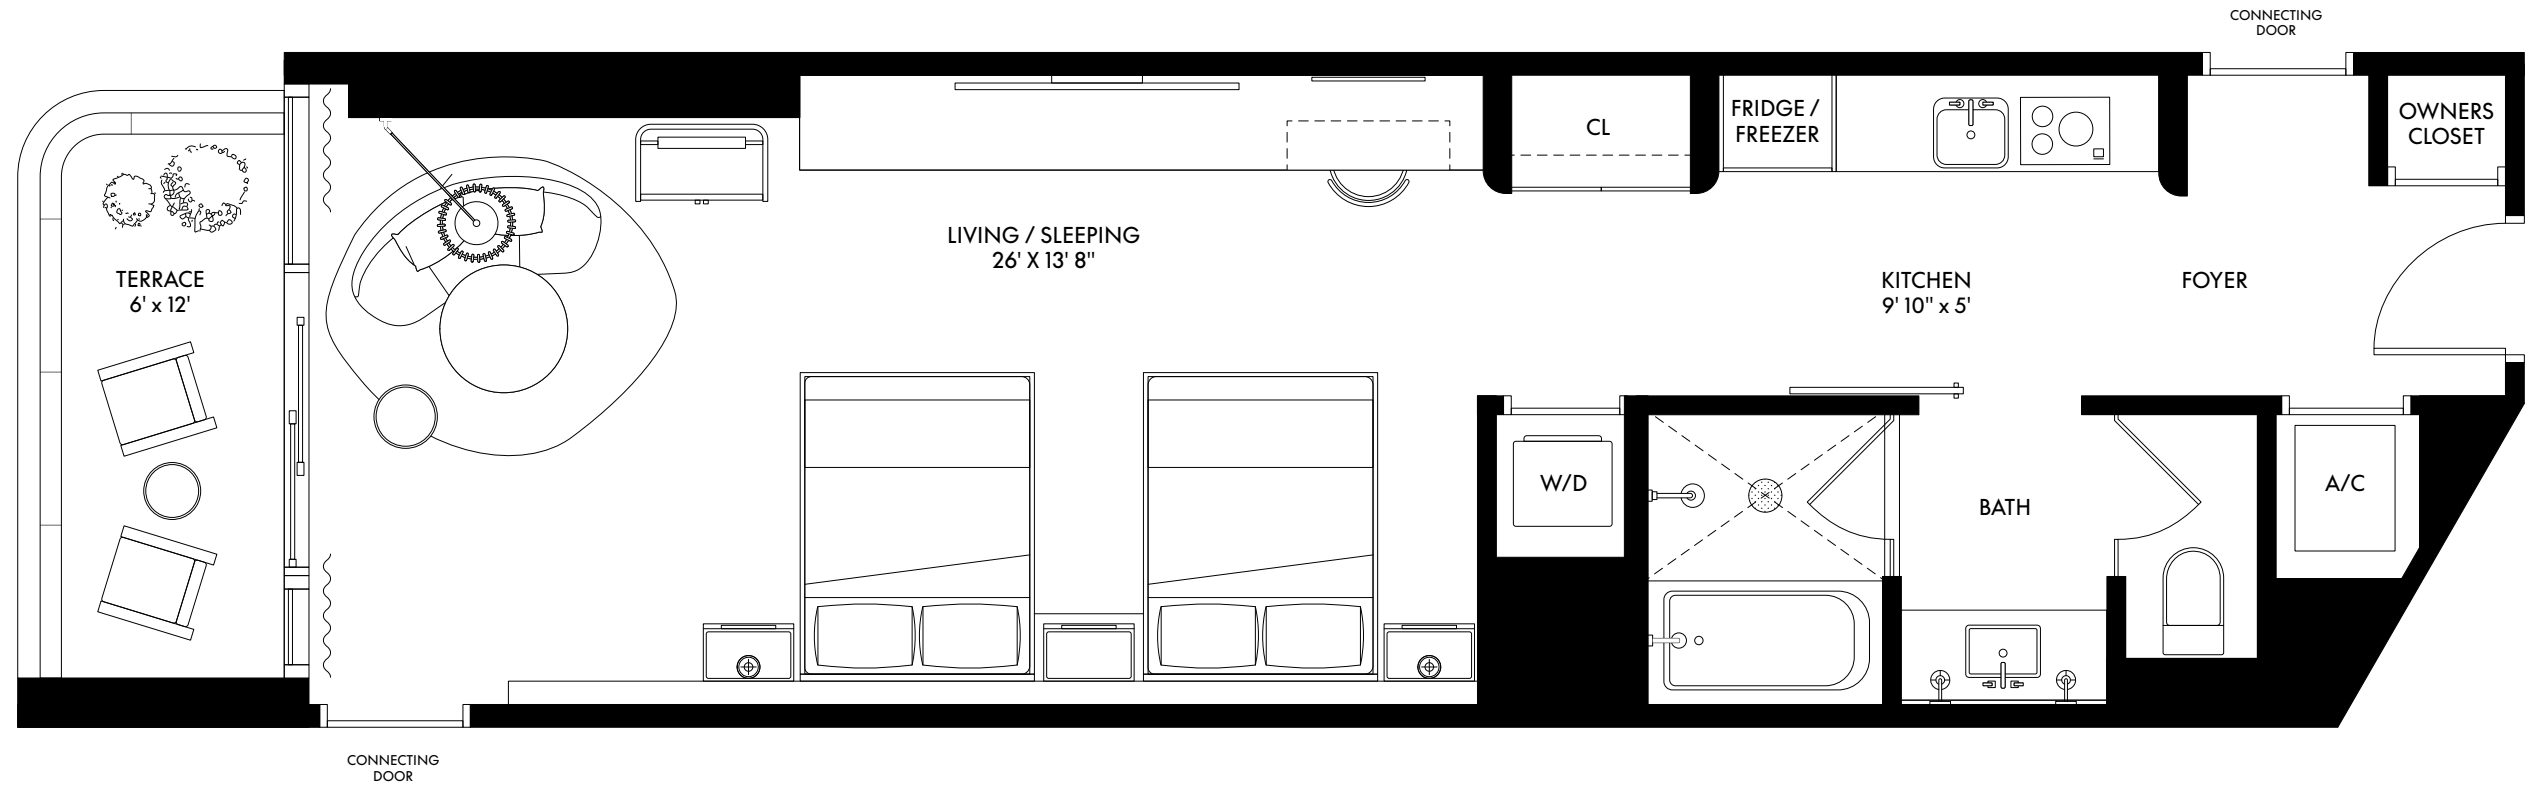 CONNECTING
DOOR
FRIDGE /
FREEZER
CL
OWNERS
CLOSET
LIVING / SLEEPING
26' X 13' 8"
TERRACE
6' x 12'
KITCHEN
9' 10" x 5'
FOYER
W/D
A/C
BATH
CONNECTING
DOOR